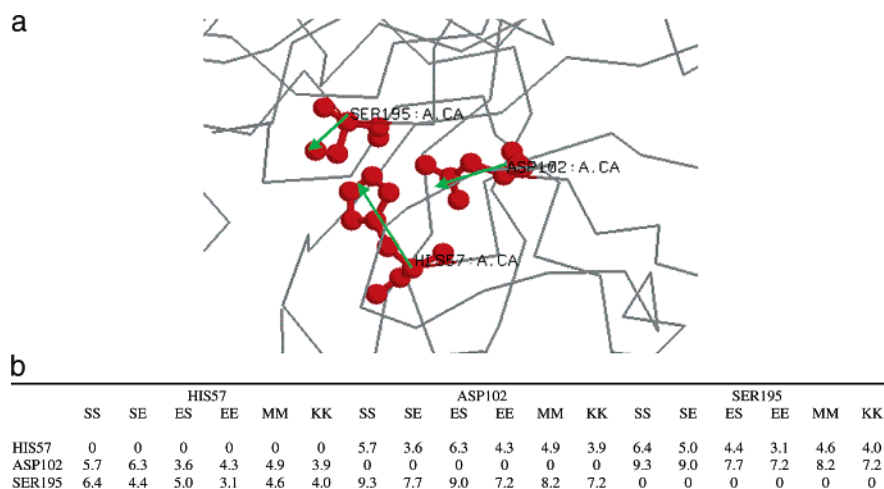 a
SER195:A.CA
ASP102:A.CA
HIS57:A.CA
b
HIS57 ASP102 SER195
SS SE ES EE MM KK SS SE ES EE MM KK SS SE ES EE MM KK
HIS57 0 0 0 0 0 0 5.7 3.6 6.3 4.3 4.9 3.9 6.4 5.0 4.4 3.1 4.6 4.0
ASP102 5.7 6.3 3.6 4.3 4.9 3.9 0 0 0 0 0 0 9.3 9.0 7.7 7.2 8.2 7.2
SER195 6.4 4.4 5.0 3.1 4.6 4.0 9.3 7.7 9.0 7.2 8.2 7.2 0 0 0 0 0 0